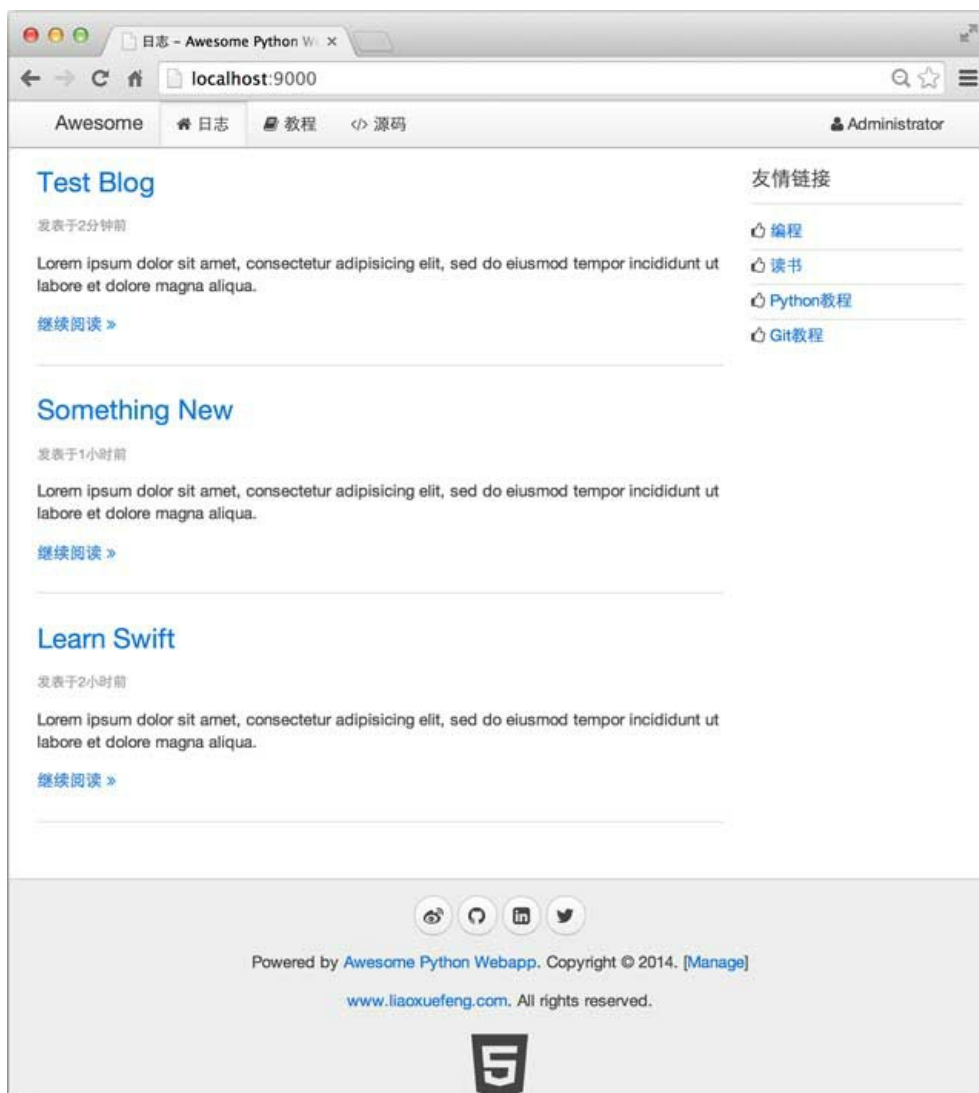 日志 - Awesome Python W
localhost:9000
Awesome 日志 教程 </> 源码 Administrator
Test Blog
发表于2分钟前
Lorem ipsum dolor sit amet, consectetur adipisicing elit, sed do eiusmod tempor incididunt ut
labore et dolore magna aliqua.
继续阅读 »
Something New
发表于1小时前
Lorem ipsum dolor sit amet, consectetur adipisicing elit, sed do eiusmod tempor incididunt ut
labore et dolore magna aliqua.
继续阅读 »
Learn Swift
发表于2小时前
Lorem ipsum dolor sit amet, consectetur adipisicing elit, sed do eiusmod tempor incididunt ut
labore et dolore magna aliqua.
继续阅读 »
友情链接
编程
读书
Python教程
Git教程
Powered by Awesome Python Webapp. Copyright © 2014. [Manage]
www.liaoxuefeng.com. All rights reserved.
5